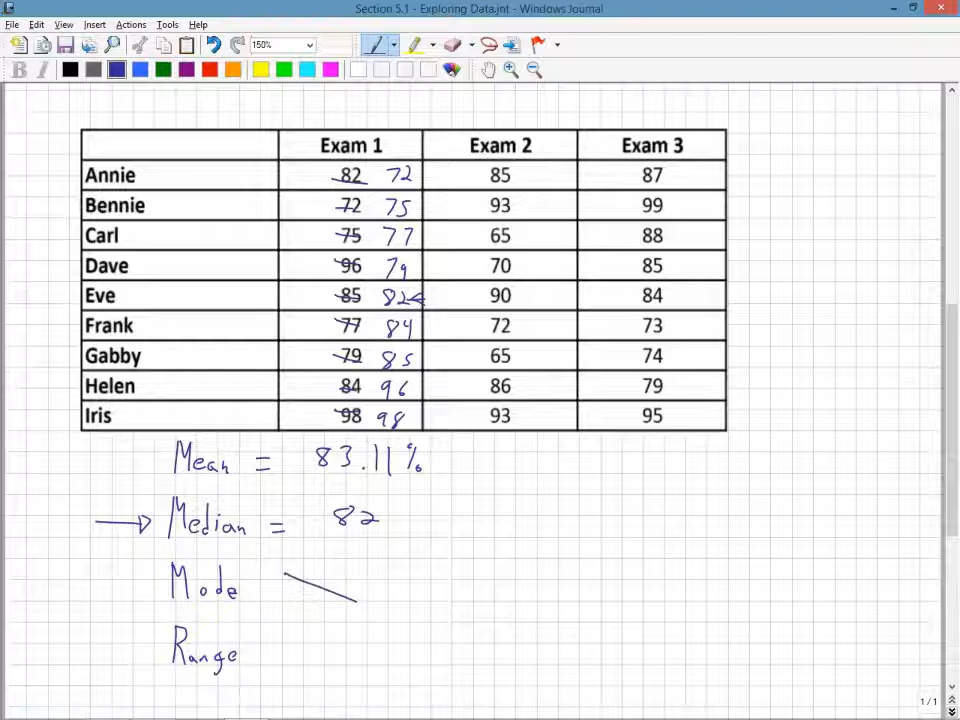 Section 5.1 - Exploring Data.jnt - Windows Journal
File Edit View Insert Actions Tools Help
150%
B I
Exam 1 Exam 2 Exam 3
Annie 82 72 85 87
Bennie 72 75 93 99
Carl 75 77 65 88
Dave 96 79 70 85
Eve 85 82 90 84
Frank 77 84 72 73
Gabby 79 85 65 74
Helen 84 96 86 79
Iris 98 98 93 95
Mean = 83.11%
Median = 82
Mode
Range
1 / 1